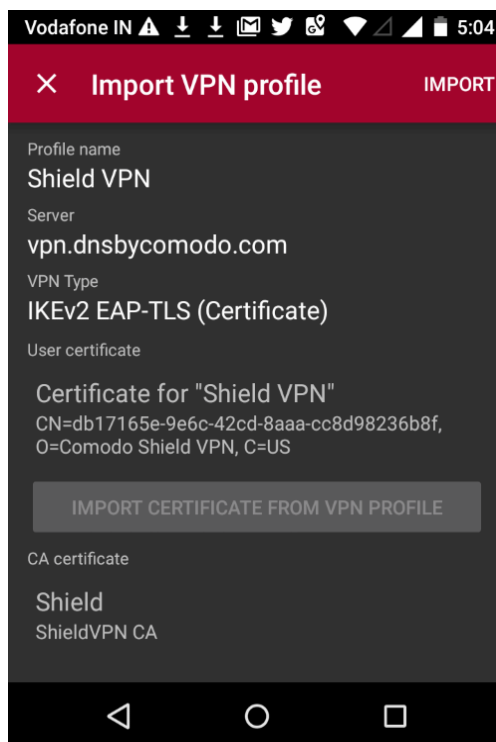 Vodafone IN 5:04
Import VPN profile IMPORT
Profile name
Shield VPN
Server
vpn.dnsbycomodo.com
VPN Type
IKEv2 EAP-TLS (Certificate)
User certificate
Certificate for "Shield VPN"
CN=db17165e-9e6c-42cd-8aaa-cc8d98236b8f,
O=Comodo Shield VPN, C=US
IMPORT CERTIFICATE FROM VPN PROFILE
CA certificate
Shield
ShieldVPN CA